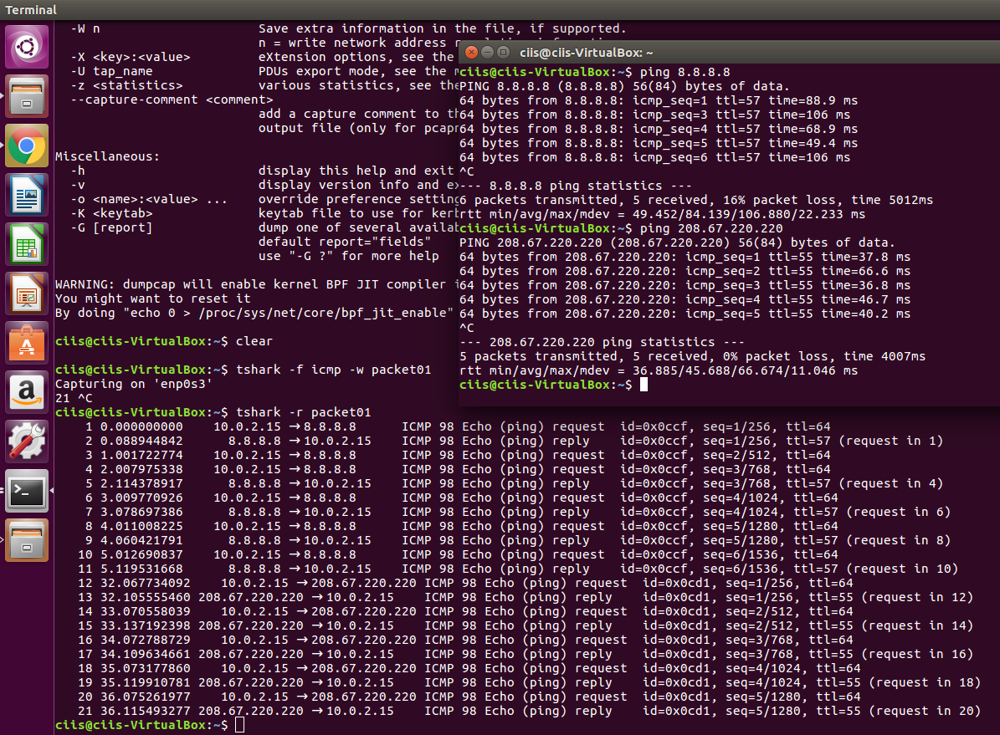 Terminal
-W n                        Save extra information in the file, if supported.
                            n = write network address r
-X <key>:<value>            eXtension options, see the
-U tap_name                 PDUs export mode, see the m
-z <statistics>             various statistics, see the
--capture-comment <comment>
                            add a capture comment to th
                            output file (only for pcapn
Miscellaneous:
-h                          display this help and exit
-v                          display version info and ex
-o <name>:<value> ...       override preference setting
-K <keytab>                 keytab file to use for kerb
-G [report]                 dump one of several availab
                            default report="fields"
                            use "-G ?" for more help
WARNING: dumpcap will enable kernel BPF JIT compiler i
You might want to reset it
By doing "echo 0 > /proc/sys/net/core/bpf_jit_enable"
ciis@ciis-VirtualBox:~$ clear
ciis@ciis-VirtualBox:~$ tshark -f icmp -w packet01
Capturing on 'enp0s3'
21 ^C
ciis@ciis-VirtualBox:~$ tshark -r packet01
1 0.000000000 10.0.2.15 → 8.8.8.8 ICMP 98 Echo (ping) request id=0x0ccf, seq=1/256, ttl=64
2 0.088944842 8.8.8.8 → 10.0.2.15 ICMP 98 Echo (ping) reply id=0x0ccf, seq=1/256, ttl=57 (request in 1)
3 1.001722774 10.0.2.15 → 8.8.8.8 ICMP 98 Echo (ping) request id=0x0ccf, seq=2/512, ttl=64
4 2.007975338 10.0.2.15 → 8.8.8.8 ICMP 98 Echo (ping) request id=0x0ccf, seq=3/768, ttl=64
5 2.114378917 8.8.8.8 → 10.0.2.15 ICMP 98 Echo (ping) reply id=0x0ccf, seq=3/768, ttl=57 (request in 4)
6 3.009770926 10.0.2.15 → 8.8.8.8 ICMP 98 Echo (ping) request id=0x0ccf, seq=4/1024, ttl=64
7 3.078697386 8.8.8.8 → 10.0.2.15 ICMP 98 Echo (ping) reply id=0x0ccf, seq=4/1024, ttl=57 (request in 6)
8 4.011008225 10.0.2.15 → 8.8.8.8 ICMP 98 Echo (ping) request id=0x0ccf, seq=5/1280, ttl=64
9 4.060421791 8.8.8.8 → 10.0.2.15 ICMP 98 Echo (ping) reply id=0x0ccf, seq=5/1280, ttl=57 (request in 8)
10 5.012690837 10.0.2.15 → 8.8.8.8 ICMP 98 Echo (ping) request id=0x0ccf, seq=6/1536, ttl=64
11 5.119531668 8.8.8.8 → 10.0.2.15 ICMP 98 Echo (ping) reply id=0x0ccf, seq=6/1536, ttl=57 (request in 10)
12 32.067734092 10.0.2.15 → 208.67.220.220 ICMP 98 Echo (ping) request id=0x0cd1, seq=1/256, ttl=64
13 32.105555460 208.67.220.220 → 10.0.2.15 ICMP 98 Echo (ping) reply id=0x0cd1, seq=1/256, ttl=55 (request in 12)
14 33.070558039 10.0.2.15 → 208.67.220.220 ICMP 98 Echo (ping) request id=0x0cd1, seq=2/512, ttl=64
15 33.137192398 208.67.220.220 → 10.0.2.15 ICMP 98 Echo (ping) reply id=0x0cd1, seq=2/512, ttl=55 (request in 14)
16 34.072788729 10.0.2.15 → 208.67.220.220 ICMP 98 Echo (ping) request id=0x0cd1, seq=3/768, ttl=64
17 34.109634661 208.67.220.220 → 10.0.2.15 ICMP 98 Echo (ping) reply id=0x0cd1, seq=3/768, ttl=55 (request in 16)
18 35.073177860 10.0.2.15 → 208.67.220.220 ICMP 98 Echo (ping) request id=0x0cd1, seq=4/1024, ttl=64
19 35.119910781 208.67.220.220 → 10.0.2.15 ICMP 98 Echo (ping) reply id=0x0cd1, seq=4/1024, ttl=55 (request in 18)
20 36.075261977 10.0.2.15 → 208.67.220.220 ICMP 98 Echo (ping) request id=0x0cd1, seq=5/1280, ttl=64
21 36.115493277 208.67.220.220 → 10.0.2.15 ICMP 98 Echo (ping) reply id=0x0cd1, seq=5/1280, ttl=55 (request in 20)
ciis@ciis-VirtualBox:~$
ciis@ciis-VirtualBox: ~
ciis@ciis-VirtualBox:~$ ping 8.8.8.8
PING 8.8.8.8 (8.8.8.8) 56(84) bytes of data.
64 bytes from 8.8.8.8: icmp_seq=1 ttl=57 time=88.9 ms
64 bytes from 8.8.8.8: icmp_seq=3 ttl=57 time=106 ms
64 bytes from 8.8.8.8: icmp_seq=4 ttl=57 time=68.9 ms
64 bytes from 8.8.8.8: icmp_seq=5 ttl=57 time=49.4 ms
64 bytes from 8.8.8.8: icmp_seq=6 ttl=57 time=106 ms
^C
--- 8.8.8.8 ping statistics ---
6 packets transmitted, 5 received, 16% packet loss, time 5012ms
rtt min/avg/max/mdev = 49.452/84.139/106.880/22.233 ms
ciis@ciis-VirtualBox:~$ ping 208.67.220.220
PING 208.67.220.220 (208.67.220.220) 56(84) bytes of data.
64 bytes from 208.67.220.220: icmp_seq=1 ttl=55 time=37.8 ms
64 bytes from 208.67.220.220: icmp_seq=2 ttl=55 time=66.6 ms
64 bytes from 208.67.220.220: icmp_seq=3 ttl=55 time=36.8 ms
64 bytes from 208.67.220.220: icmp_seq=4 ttl=55 time=46.7 ms
64 bytes from 208.67.220.220: icmp_seq=5 ttl=55 time=40.2 ms
^C
--- 208.67.220.220 ping statistics ---
5 packets transmitted, 5 received, 0% packet loss, time 4007ms
rtt min/avg/max/mdev = 36.885/45.688/66.674/11.046 ms
ciis@ciis-VirtualBox:~$